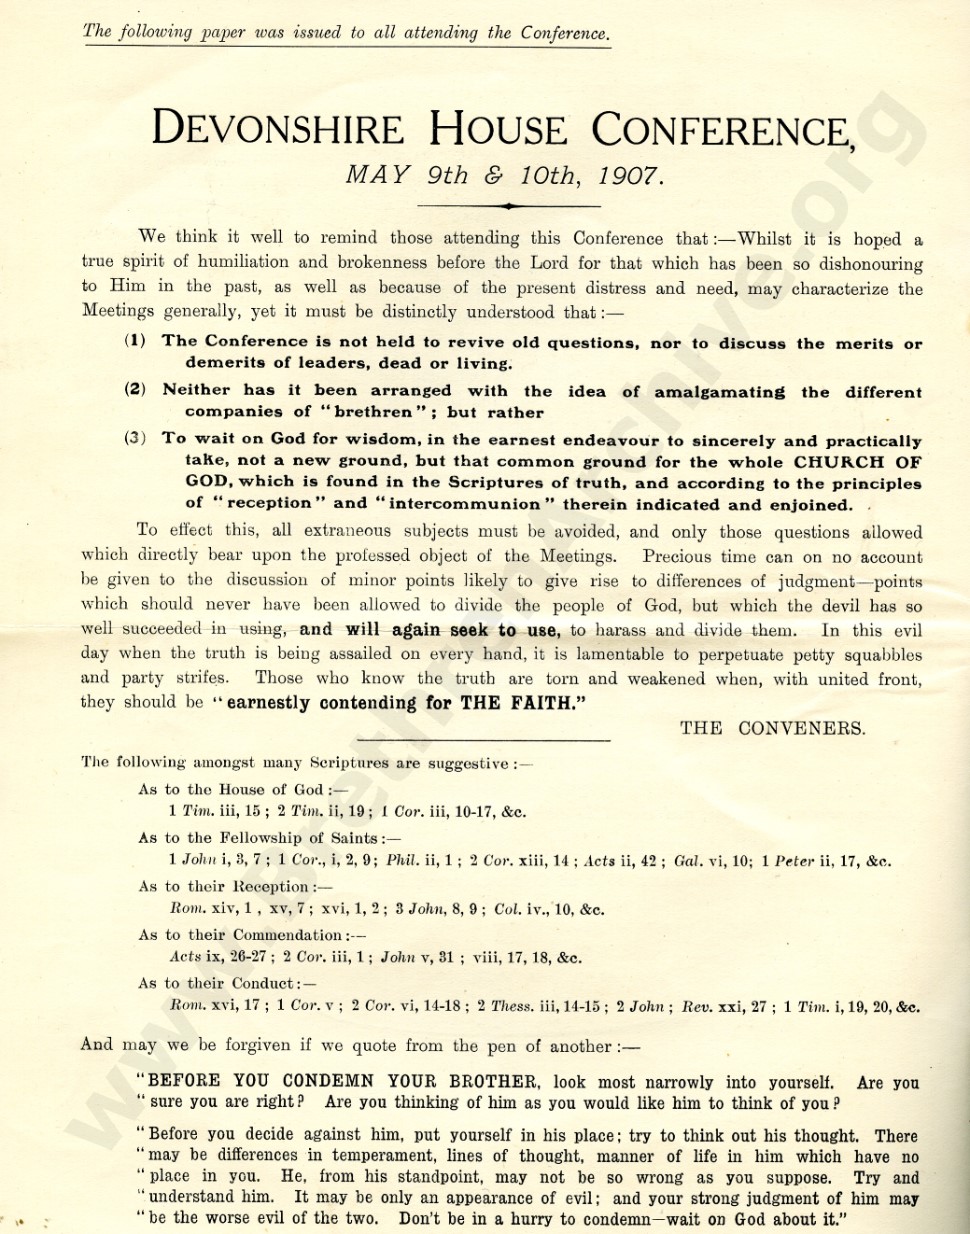 The following paper was issued to all attending the Conference.
DEVONSHIRE HOUSE CONFERENCE,
MAY 9th & 10th, 1907.
We think it well to remind those attending this Conference that :—Whilst it is hoped a
true spirit of humiliation and brokenness before the Lord for that which has been so dishonouring
to Him in the past, as well as because of the present distress and need, may characterize the
Meetings generally, yet it must be distinctly understood that :—
(1) The Conference is not held to revive old questions, nor to discuss the merits or
demerits of leaders, dead or living.
(2) Neither has it been arranged with the idea of amalgamating the different
companies of "brethren"; but rather
(3) To wait on God for wisdom, in the earnest endeavour to sincerely and practically
take, not a new ground, but that common ground for the whole CHURCH OF
GOD, which is found in the Scriptures of truth, and according to the principles
of "reception" and "intercommunion" therein indicated and enjoined.
To effect this, all extraneous subjects must be avoided, and only those questions allowed
which directly bear upon the professed object of the Meetings. Precious time can on no account
be given to the discussion of minor points likely to give rise to differences of judgment—points
which should never have been allowed to divide the people of God, but which the devil has so
well succeeded in using, and will again seek to use, to harass and divide them. In this evil
day when the truth is being assailed on every hand, it is lamentable to perpetuate petty squabbles
and party strifes. Those who know the truth are torn and weakened when, with united front,
they should be "earnestly contending for THE FAITH."
THE CONVENERS.
The following amongst many Scriptures are suggestive :—
As to the House of God :—
1 Tim. iii, 15 ; 2 Tim. ii, 19 ; 1 Cor. iii, 10-17, &c.
As to the Fellowship of Saints :—
1 John i, 3, 7 ; 1 Cor., i, 2, 9 ; Phil. ii, 1 ; 2 Cor. xiii, 14 ; Acts ii, 42 ; Gal. vi, 10; 1 Peter ii, 17, &c.
As to their Reception :—
Rom. xiv, 1 , xv, 7 ; xvi, 1, 2 ; 3 John, 8, 9 ; Col. iv., 10, &c.
As to their Commendation :--
Acts ix, 26-27 ; 2 Cor. iii, 1 ; John v, 31 ; viii, 17, 18, &c.
As to their Conduct :—
Rom. xvi, 17 ; 1 Cor. v ; 2 Cor. vi, 14-18 ; 2 Thess. iii, 14-15 ; 2 John ; Rev. xxi, 27 ; 1 Tim. i, 19, 20, &c.
And may we be forgiven if we quote from the pen of another :—
"BEFORE YOU CONDEMN YOUR BROTHER, look most narrowly into yourself. Are you
"sure you are right? Are you thinking of him as you would like him to think of you?
"Before you decide against him, put yourself in his place; try to think out his thought. There
"may be differences in temperament, lines of thought, manner of life in him which have no
"place in you. He, from his standpoint, may not be so wrong as you suppose. Try and
"understand him. It may be only an appearance of evil; and your strong judgment of him may
"be the worse evil of the two. Don't be in a hurry to condemn—wait on God about it."
www.BrethrenArchive.org